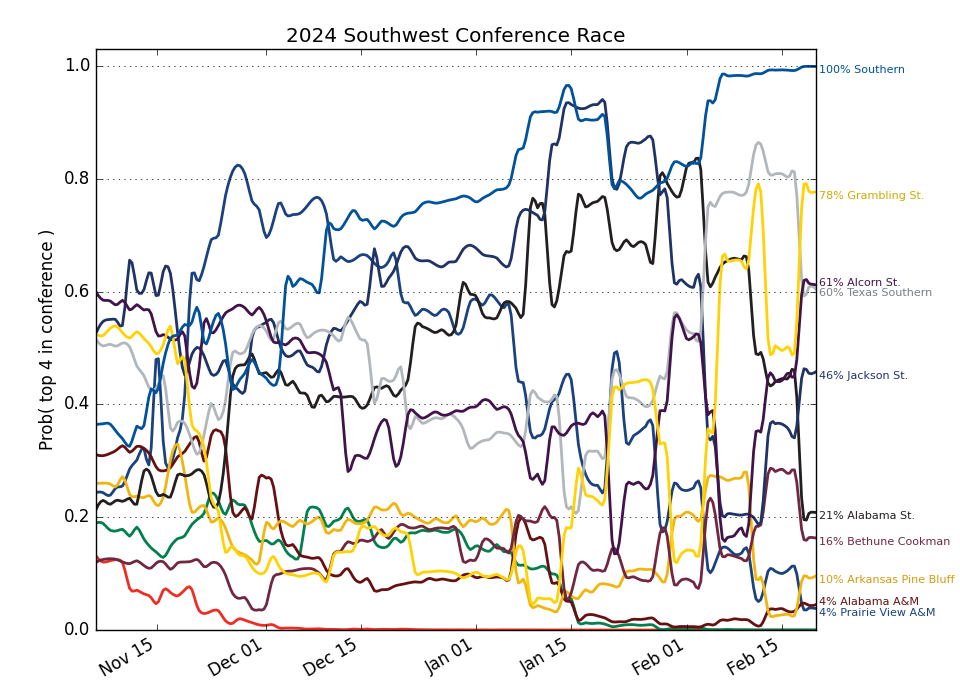 2024 Southwest Conference Race
Prob( top 4 in conference )
1.0
0.8
0.6
0.4
0.2
0.0
Nov 15
Dec 01
Dec 15
Jan 01
Jan 15
Feb 01
Feb 15
100% Southern
78% Grambling St.
61% Alcorn St.
60% Texas Southern
46% Jackson St.
21% Alabama St.
16% Bethune Cookman
10% Arkansas Pine Bluff
4% Alabama A&M
4% Prairie View A&M